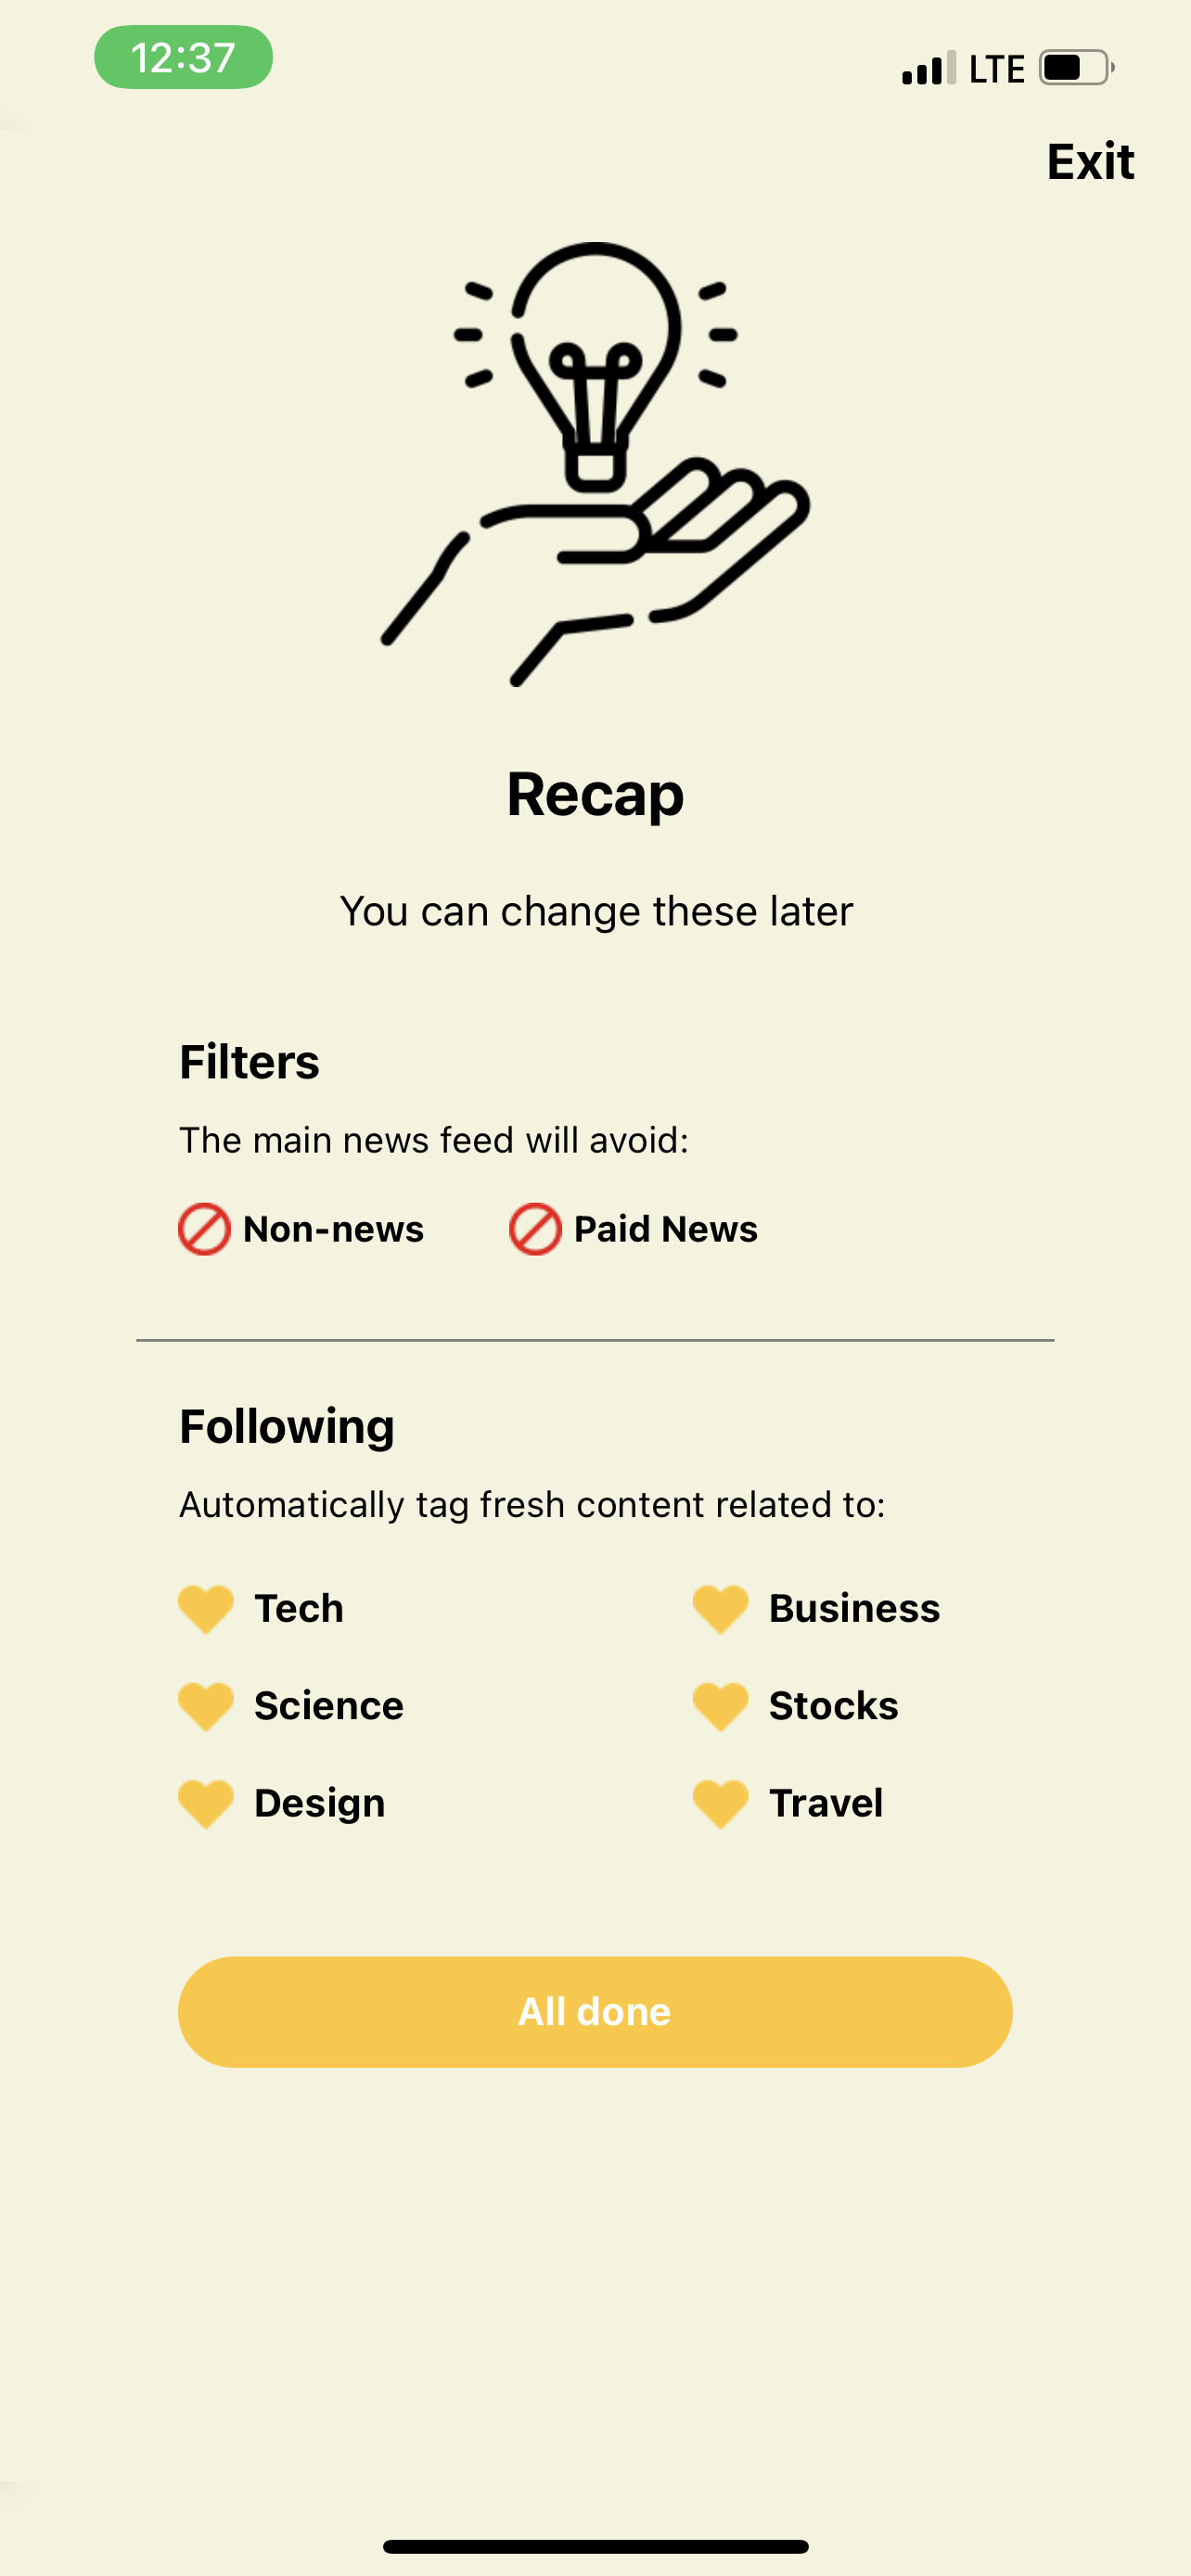 12:37
LTE
Exit
Recap
You can change these later
Filters
The main news feed will avoid:
Non-news Paid News
Following
Automatically tag fresh content related to:
Tech Business
Science Stocks
Design Travel
All done